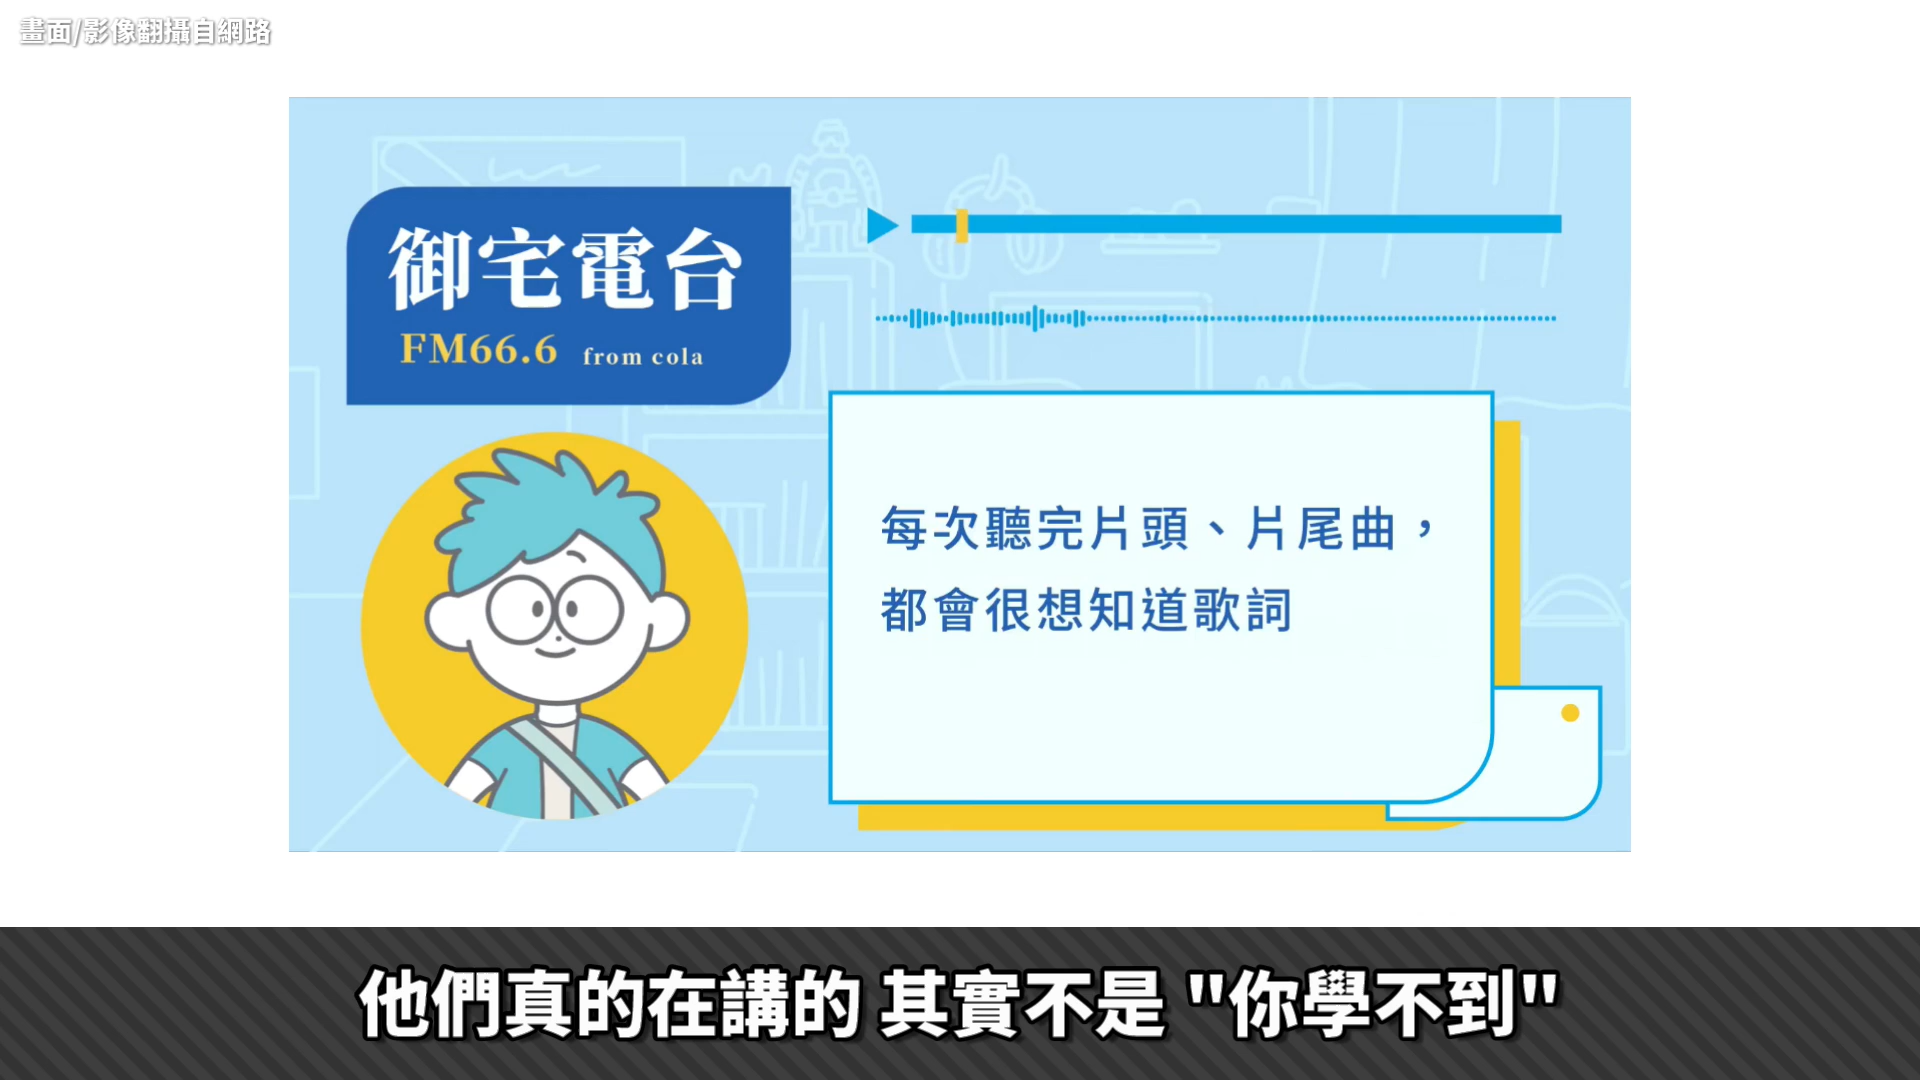 畫面/影像翻攝自網路
御宅電台
FM66.6 from cola
每次聽完片頭、片尾曲，
都會很想知道歌詞
他們真的在講的 其實不是 "你學不到"